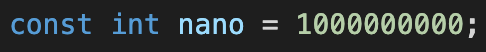 const int nano = 1000000000;